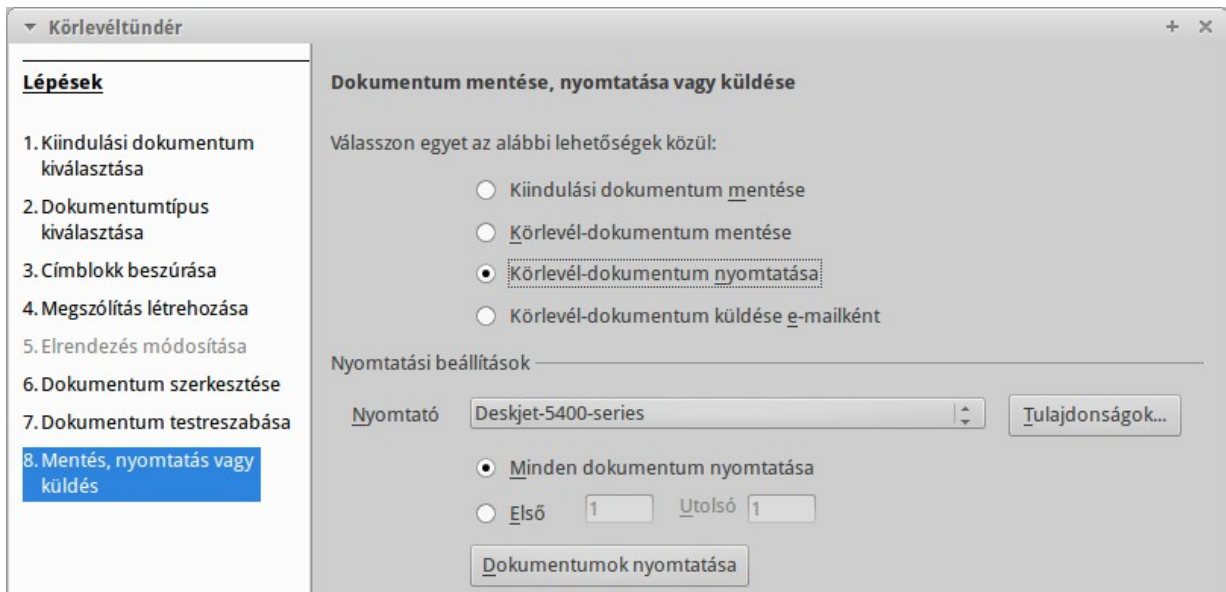 Körlevéltündér
Lépések
1. Kiindulási dokumentum
kiválasztása
2. Dokumentumtípus
kiválasztása
3. Címblokk beszúrása
4. Megszólítás létrehozása
5. Elrendezés módosítása
6. Dokumentum szerkesztése
7. Dokumentum testreszabása
8. Mentés, nyomtatás vagy
küldés
Dokumentum mentése, nyomtatása vagy küldése
Válasszon egyet az alábbi lehetőségek közül:
Kiindulási dokumentum mentése
Körlevél-dokumentum mentése
Körlevél-dokumentum nyomtatása
Körlevél-dokumentum küldése e-mailként
Nyomtatási beállítások
Nyomtató Deskjet-5400-series Tulajdonságok...
Minden dokumentum nyomtatása
Első 1 Utolsó 1
Dokumentumok nyomtatása